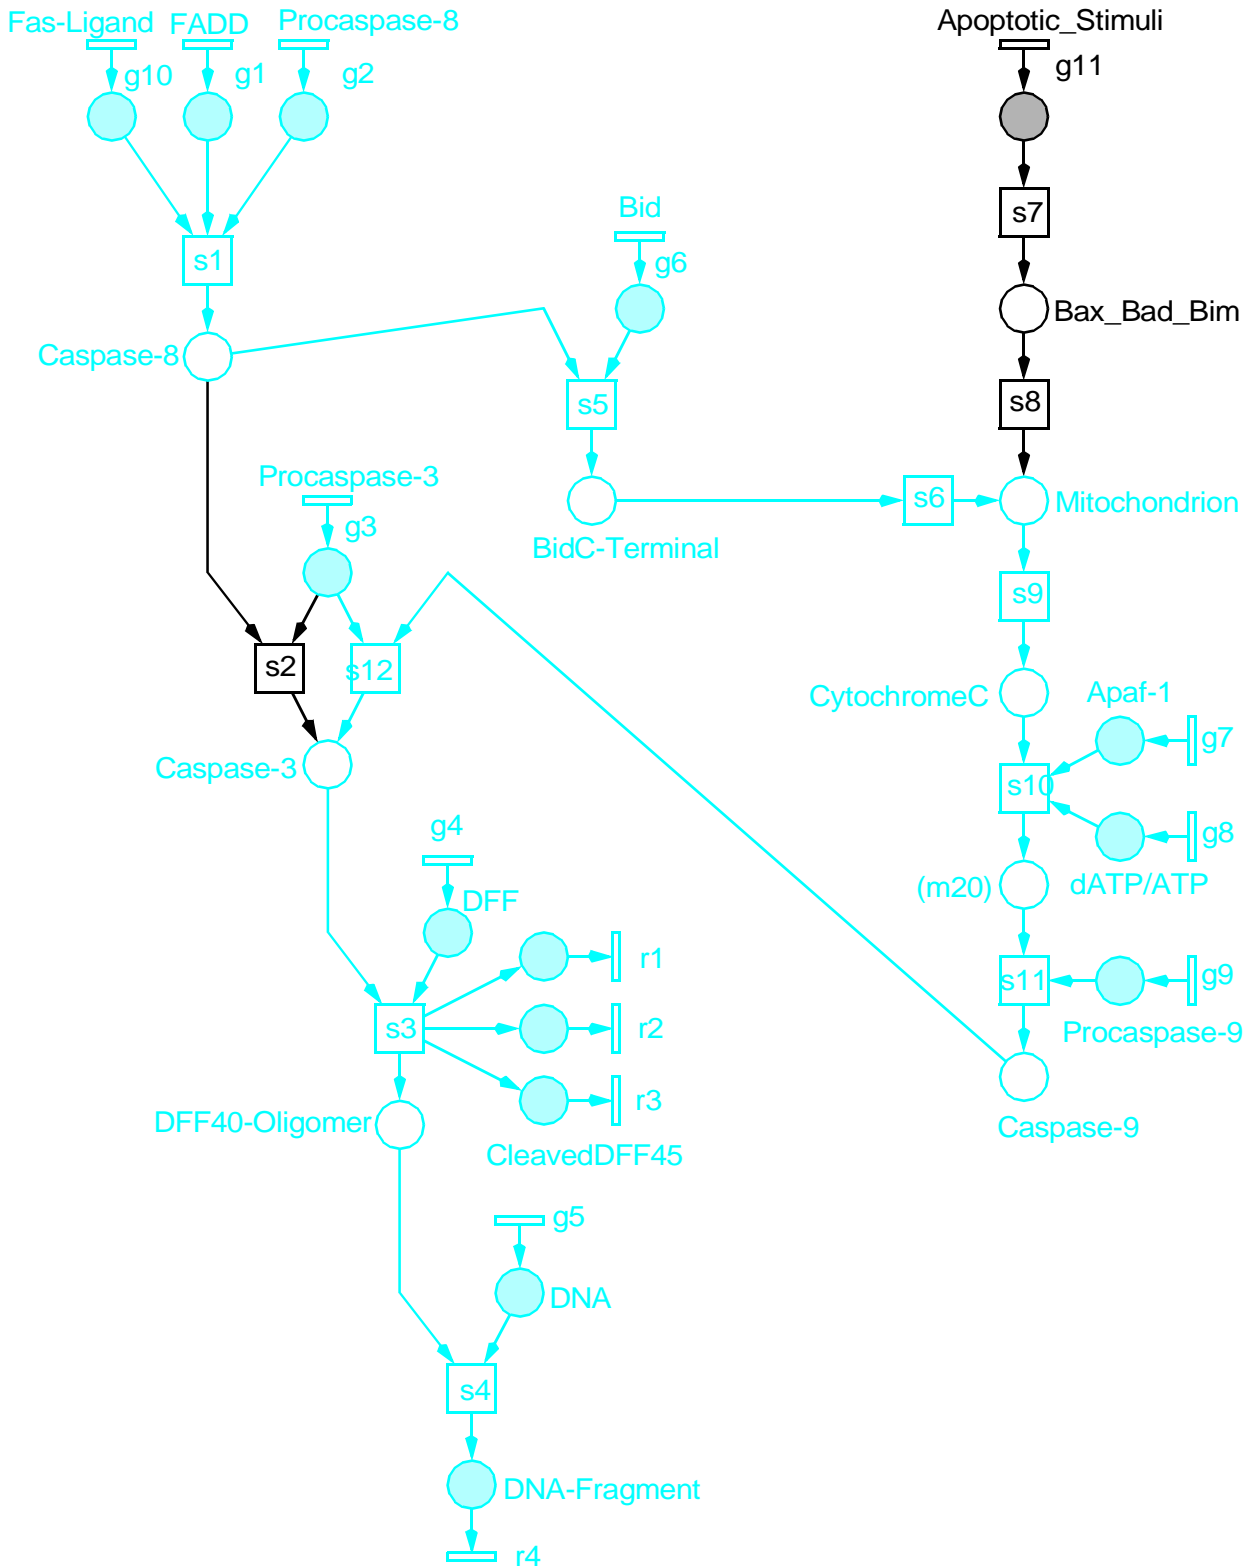 Fas-Ligand
FADD
Procaspase-8
Apoptotic_Stimuli
g10
g1
g2
g11
s7
Bid
s1
g6
Bax_Bad_Bim
Caspase-8
s5
s8
Procaspase-3
g3
s6
Mitochondrion
BidC-Terminal
s9
s2
s12
CytochromeC
Apaf-1
g7
Caspase-3
s10
g4
g8
(m20)
dATP/ATP
DFF
r1
s11
g9
s3
r2
Procaspase-9
r3
DFF40-Oligomer
Caspase-9
CleavedDFF45
g5
DNA
s4
DNA-Fragment
r4